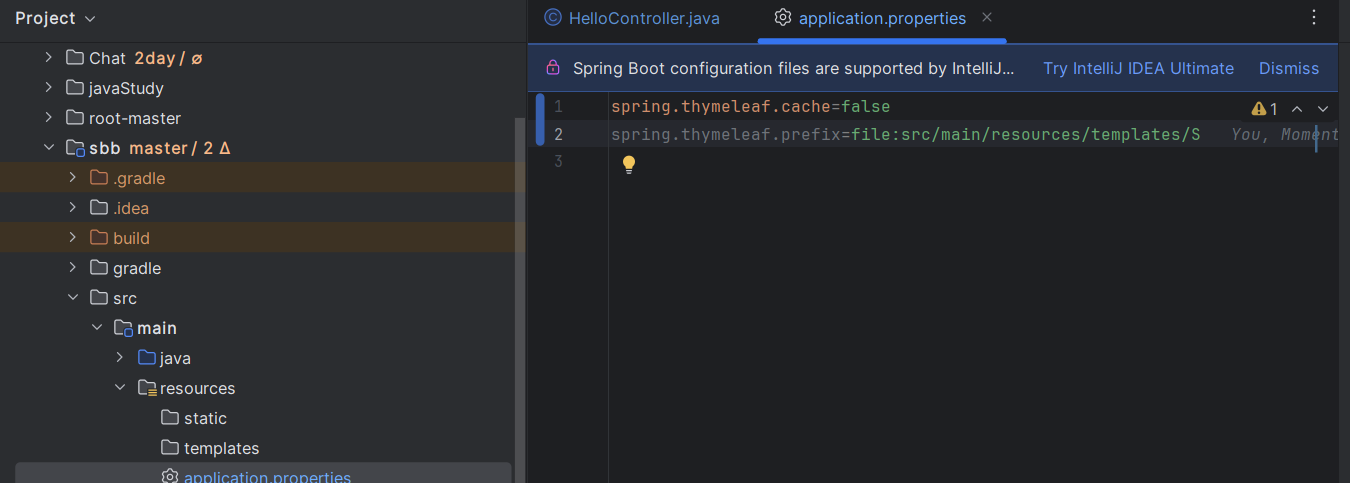 Project
HelloController.java
application.properties
Chat 2day / ø
javaStudy
root-master
sbb master / 2 Δ
.gradle
.idea
build
gradle
src
main
java
resources
static
templates
application.properties
Spring Boot configuration files are supported by IntelliJ... Try IntelliJ IDEA Ultimate Dismiss
1 spring.thymeleaf.cache=false 1
2 spring.thymeleaf.prefix=file:src/main/resources/templates/S You, Moment
3